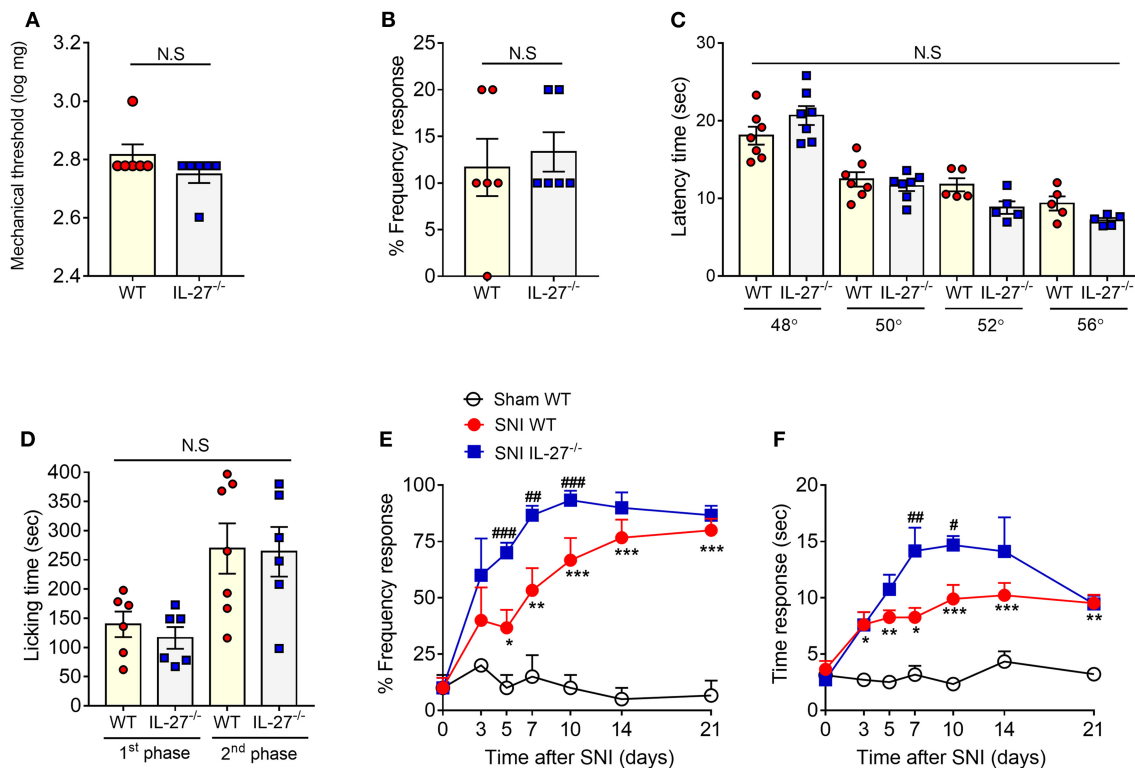 A
N.S
Mechanical threshold (log mg)
3.2
3.0
2.8
2.6
2.4
WT IL-27-/-
B
N.S
% Frequency response
25
20
15
10
5
0
WT IL-27-/-
C
N.S
Latency time (sec)
30
20
10
0
WT IL-27-/- WT IL-27-/- WT IL-27-/- WT IL-27-/-
48° 50° 52° 56°
D
N.S
Licking time (sec)
400
350
300
250
200
150
100
50
0
WT IL-27-/- WT IL-27-/-
1st phase 2nd phase
Sham WT
SNI WT
SNI IL-27-/-
E
% Frequency response
100
75
50
25
0
### ## ###
* ** *** *** ***
0 3 5 7 10 14 21
Time after SNI (days)
F
Time response (sec)
20
15
10
5
0
## #
* ** * *** *** **
0 3 5 7 10 14 21
Time after SNI (days)